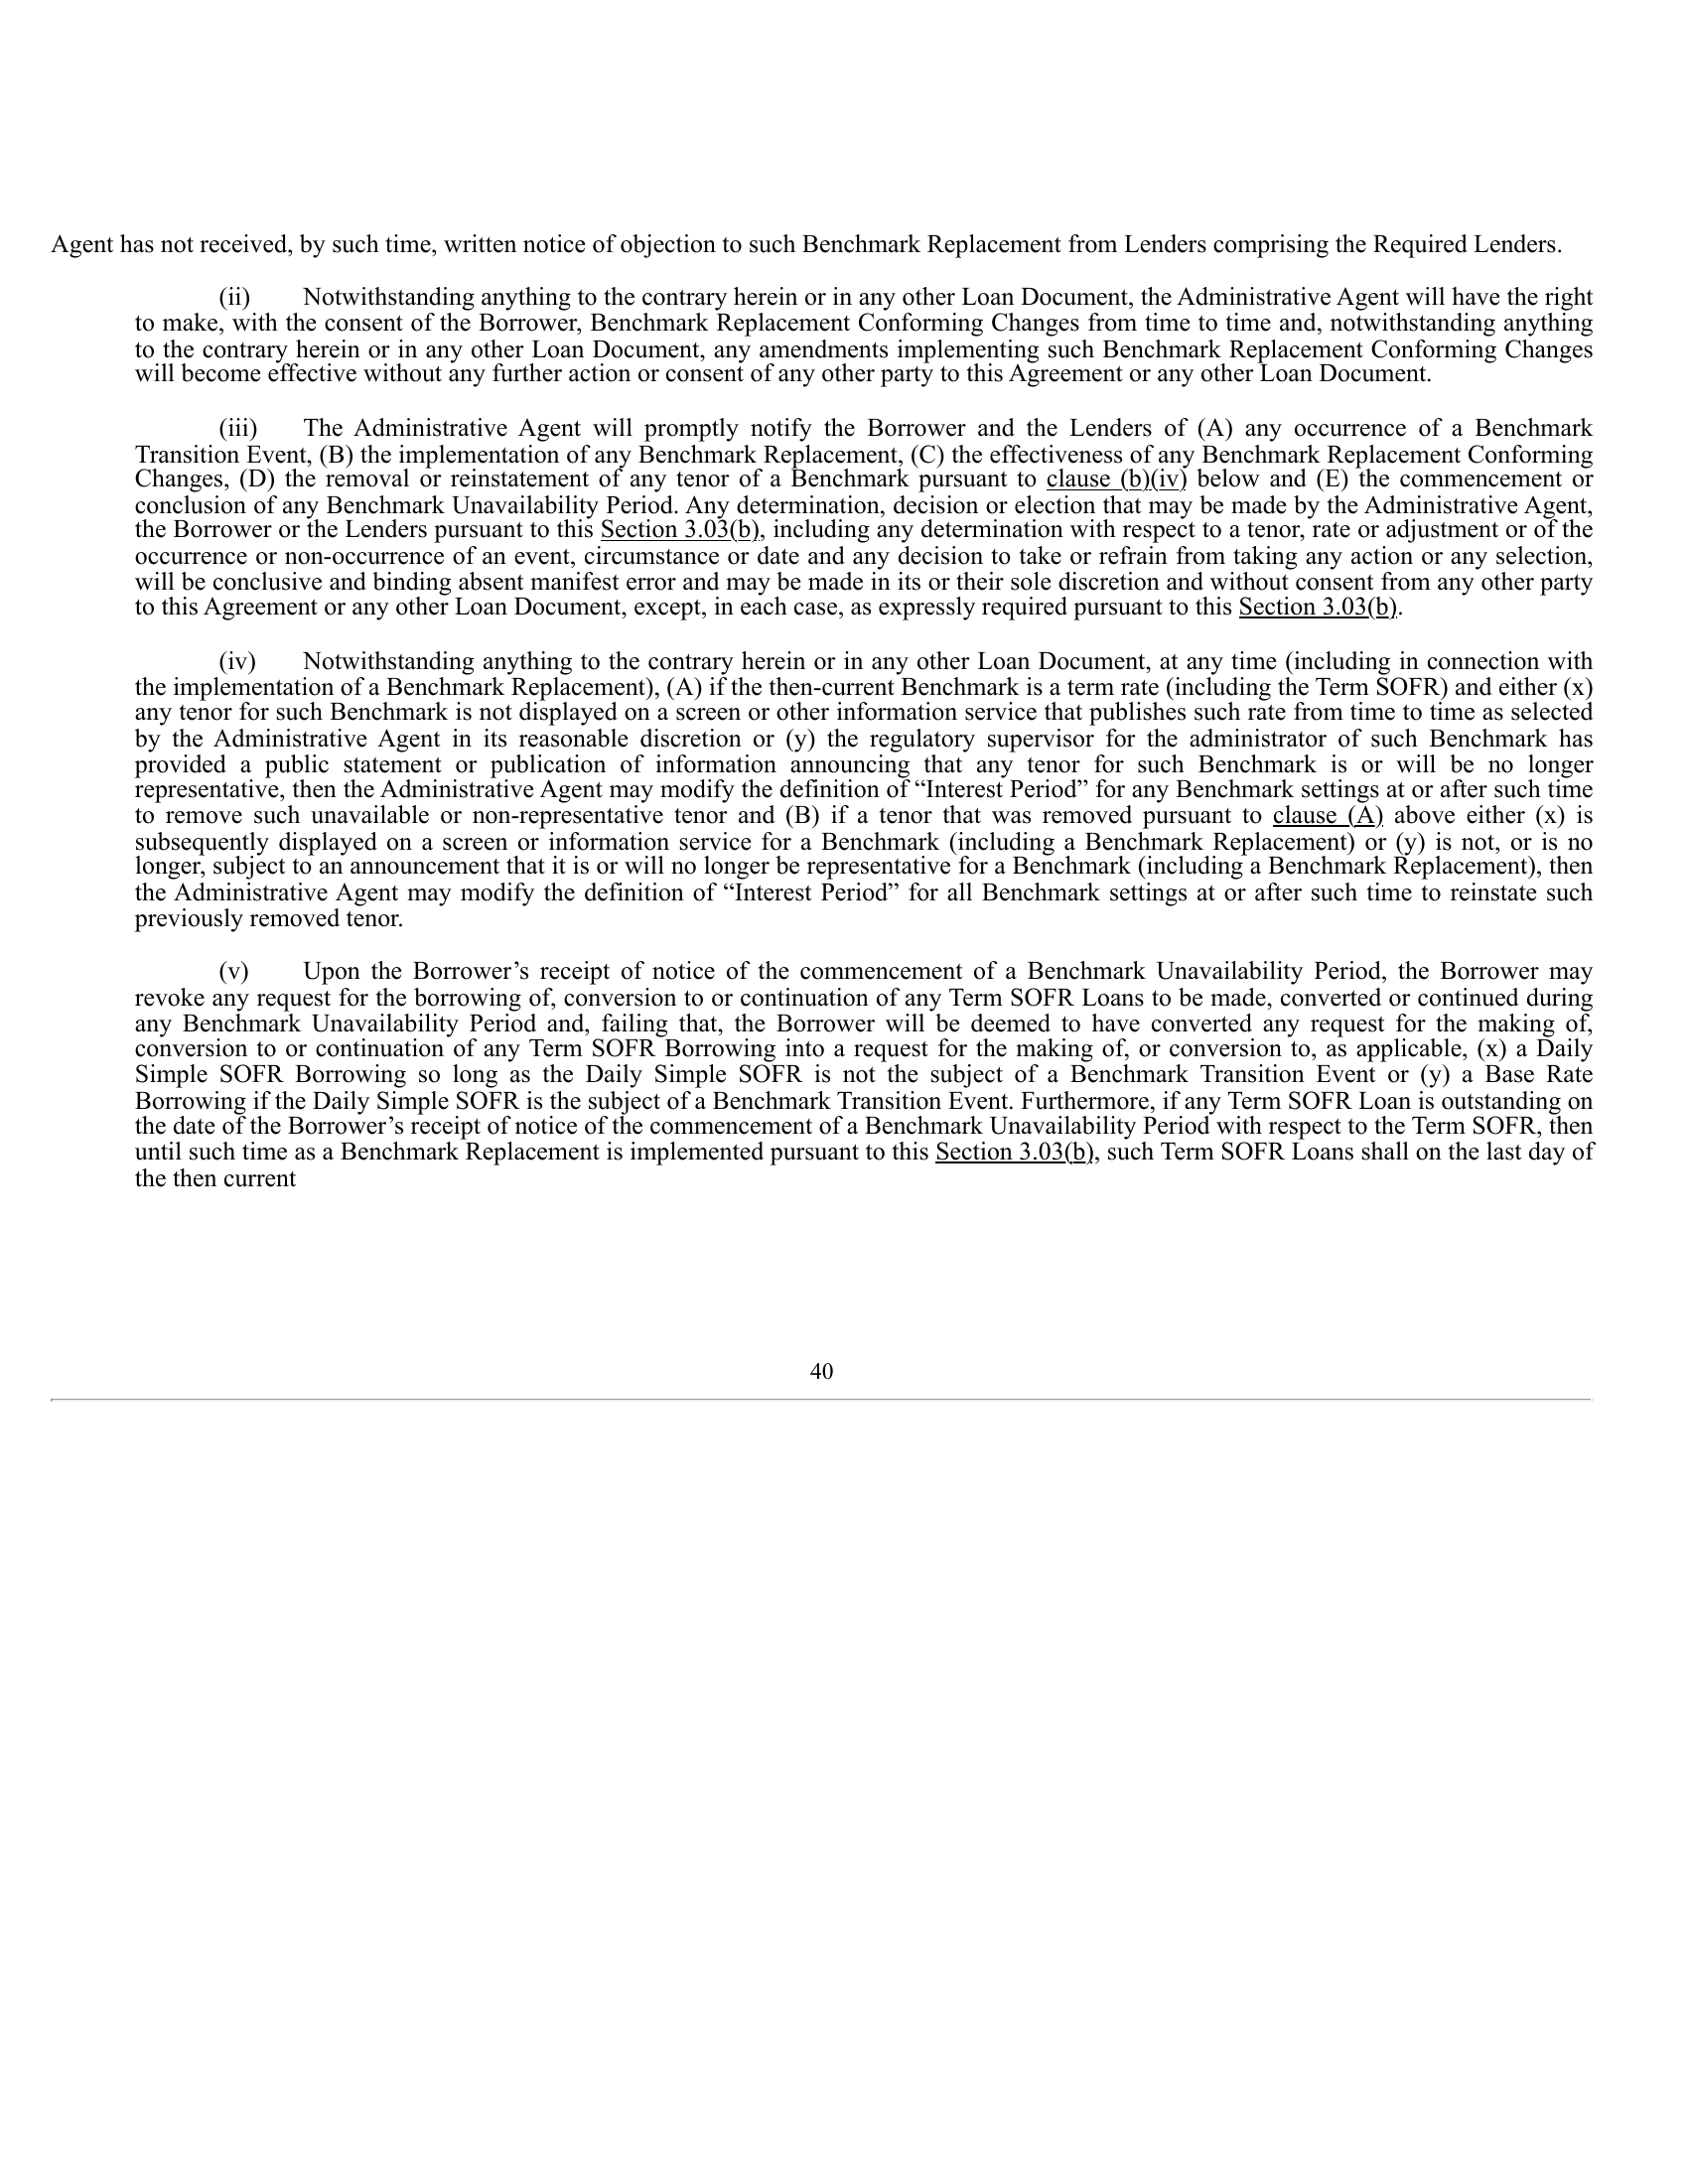 Agent has not received, by such time, written notice of objection to such Benchmark Replacement from Lenders comprising the Required Lenders.
(ii) Notwithstanding anything to the contrary herein or in any other Loan Document, the Administrative Agent will have the right
to make, with the consent of the Borrower, Benchmark Replacement Conforming Changes from time to time and, notwithstanding anything
to the contrary herein or in any other Loan Document, any amendments implementing such Benchmark Replacement Conforming Changes
will become effective without any further action or consent of any other party to this Agreement or any other Loan Document.
(iii) The Administrative Agent will promptly notify the Borrower and the Lenders of (A) any occurrence of a Benchmark
Transition Event, (B) the implementation of any Benchmark Replacement, (C) the effectiveness of any Benchmark Replacement Conforming
Changes, (D) the removal or reinstatement of any tenor of a Benchmark pursuant to clause (b)(iv) below and (E) the commencement or
conclusion of any Benchmark Unavailability Period. Any determination, decision or election that may be made by the Administrative Agent,
the Borrower or the Lenders pursuant to this Section 3.03(b), including any determination with respect to a tenor, rate or adjustment or of the
occurrence or non-occurrence of an event, circumstance or date and any decision to take or refrain from taking any action or any selection,
will be conclusive and binding absent manifest error and may be made in its or their sole discretion and without consent from any other party
to this Agreement or any other Loan Document, except, in each case, as expressly required pursuant to this Section 3.03(b).
(iv) Notwithstanding anything to the contrary herein or in any other Loan Document, at any time (including in connection with
the implementation of a Benchmark Replacement), (A) if the then-current Benchmark is a term rate (including the Term SOFR) and either (x)
any tenor for such Benchmark is not displayed on a screen or other information service that publishes such rate from time to time as selected
by the Administrative Agent in its reasonable discretion or (y) the regulatory supervisor for the administrator of such Benchmark has
provided a public statement or publication of information announcing that any tenor for such Benchmark is or will be no longer
representative, then the Administrative Agent may modify the definition of “Interest Period” for any Benchmark settings at or after such time
to remove such unavailable or non-representative tenor and (B) if a tenor that was removed pursuant to clause (A) above either (x) is
subsequently displayed on a screen or information service for a Benchmark (including a Benchmark Replacement) or (y) is not, or is no
longer, subject to an announcement that it is or will no longer be representative for a Benchmark (including a Benchmark Replacement), then
the Administrative Agent may modify the definition of “Interest Period” for all Benchmark settings at or after such time to reinstate such
previously removed tenor.
(v) Upon the Borrower’s receipt of notice of the commencement of a Benchmark Unavailability Period, the Borrower may
revoke any request for the borrowing of, conversion to or continuation of any Term SOFR Loans to be made, converted or continued during
any Benchmark Unavailability Period and, failing that, the Borrower will be deemed to have converted any request for the making of,
conversion to or continuation of any Term SOFR Borrowing into a request for the making of, or conversion to, as applicable, (x) a Daily
Simple SOFR Borrowing so long as the Daily Simple SOFR is not the subject of a Benchmark Transition Event or (y) a Base Rate
Borrowing if the Daily Simple SOFR is the subject of a Benchmark Transition Event. Furthermore, if any Term SOFR Loan is outstanding on
the date of the Borrower’s receipt of notice of the commencement of a Benchmark Unavailability Period with respect to the Term SOFR, then
until such time as a Benchmark Replacement is implemented pursuant to this Section 3.03(b), such Term SOFR Loans shall on the last day of
the then current
40